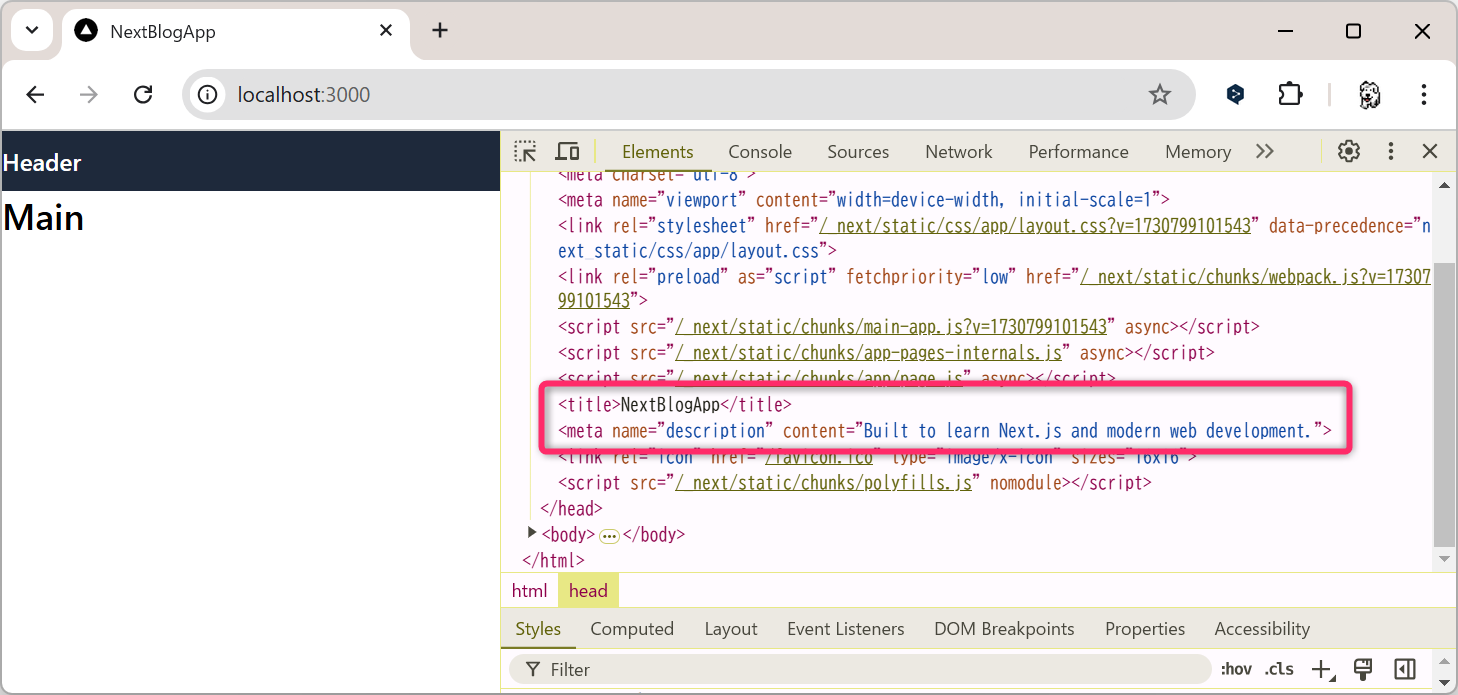 NextBlogApp
localhost:3000
Header
Main
Elements Console Sources Network Performance Memory
<meta charset="utf-8">
<meta name="viewport" content="width=device-width, initial-scale=1">
<link rel="stylesheet" href="/_next/static/css/app/layout.css?v=1730799101543" data-precedence="n
ext_static/css/app/layout.css">
<link rel="preload" as="script" fetchpriority="low" href="/_next/static/chunks/webpack.js?v=1730
799101543">
<script src="/_next/static/chunks/main-app.js?v=1730799101543" async></script>
<script src="/_next/static/chunks/app-pages-internals.js" async></script>
<script src="/_next/static/chunks/app/page.js" async></script>
<title>NextBlogApp</title>
<meta name="description" content="Built to learn Next.js and modern web development.">
<link rel="icon" href="/favicon.ico" type="image/x-icon" sizes="16x16">
<script src="/_next/static/chunks/polyfills.js" nomodule></script>
</head>
<body>…</body>
</html>
html head
Styles Computed Layout Event Listeners DOM Breakpoints Properties Accessibility
Filter :hov .cls